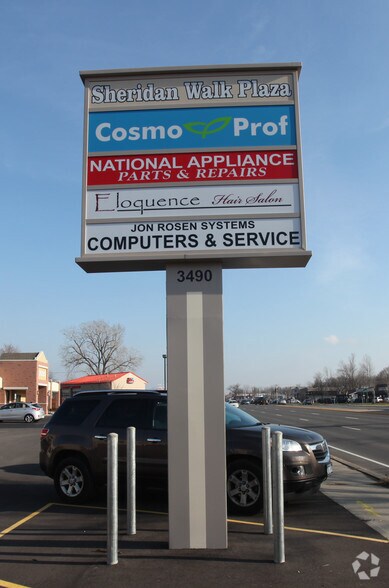 Sheridan Walk Plaza
Cosmo Prof
NATIONAL APPLIANCE
PARTS & REPAIRS
Eloquence Hair Salon
JON ROSEN SYSTEMS
COMPUTERS & SERVICE
3490